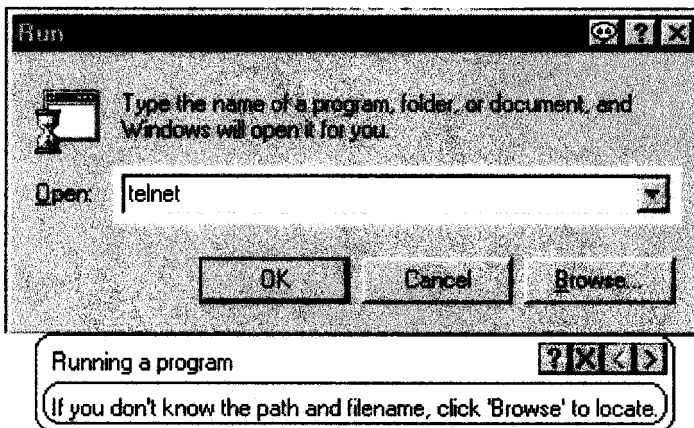 Run
Type the name of a program, folder, or document, and
Windows will open it for you.
Open: telnet
OK Cancel Browse...
Running a program
If you don't know the path and filename, click 'Browse' to locate.